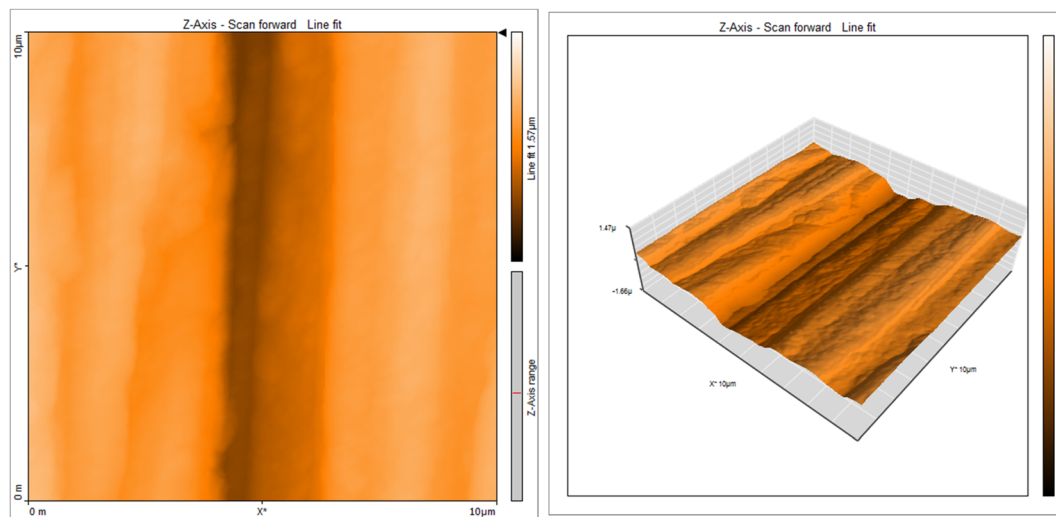 Z-Axis - Scan forward Line fit
10µm
Y*
0 m
0 m
X*
10µm
Line fit 1.57µm
Z-Axis range
Z-Axis - Scan forward Line fit
1.47µ
-1.66µ
X* 10µm
Y* 10µm